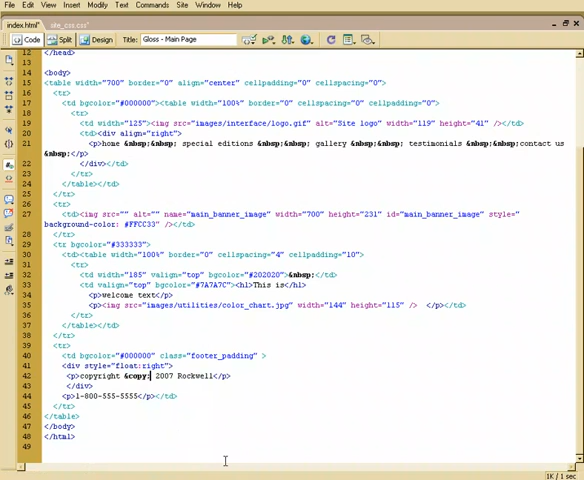 File Edit View Insert Modify Text Commands Site Window Help
index.html* site_css.css*
Code Split Design Title: Gloss - Main Page
12 </head>
13
14 <body>
15 <table width="700" border="0" align="center" cellpadding="0" cellspacing="0">
16 <tr>
17 <td bgcolor="#000000"><table width="100%" border="0" cellspacing="0" cellpadding="0">
18 <tr>
19 <td width="125"><img src="images/interface/logo.gif" alt="Site logo" width="119" height="41" /></td>
20 <td><div align="right">
21 <p>home &nbsp;&nbsp; special editions &nbsp;&nbsp; gallery &nbsp;&nbsp; testimonials &nbsp;&nbsp;contact us
&nbsp;</p>
22 </div></td>
23 </tr>
24 </table></td>
25 </tr>
26 <tr>
27 <td><img src="" alt="" name="main_banner_image" width="700" height="231" id="main_banner_image" style="
background-color: #FFCC33" /></td>
28 </tr>
29 <tr bgcolor="#333333">
30 <td><table width="100%" border="0" cellspacing="4" cellpadding="10">
31 <tr>
32 <td width="185" valign="top" bgcolor="#202020">&nbsp;</td>
33 <td valign="top" bgcolor="#7A7A7C"><h1>This is</h1>
34 <p>welcome text</p>
35 <p><img src="images/utilities/color_chart.jpg" width="144" height="115" /> </p></td>
36 </tr>
37 </table></td>
38 </tr>
39 <tr>
40 <td bgcolor="#000000" class="footer_padding" >
41 <div style="float:right">
42 <p>copyright &copy; 2007 Rockwell</p>
43 </div>
44 <p>1-800-555-5555</p></td>
45 </tr>
46 </table>
47 </body>
48 </html>
49
1K / 1 sec